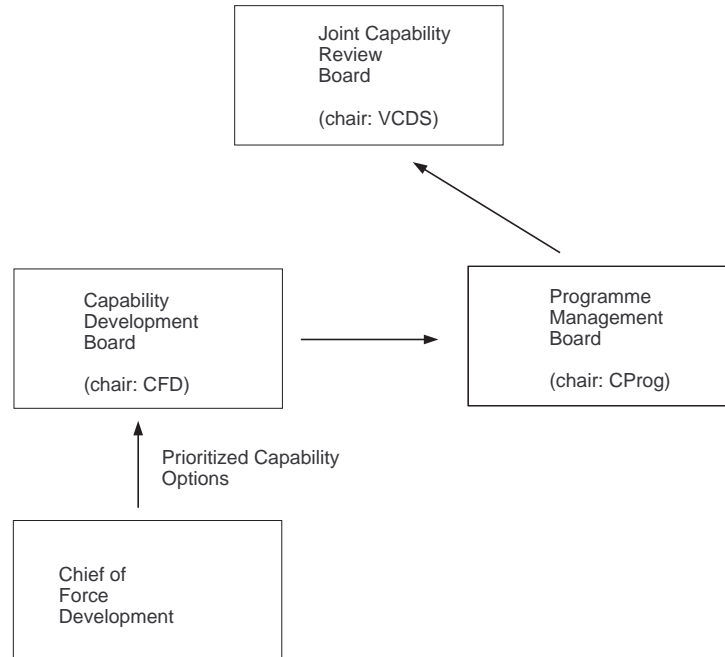 Joint Capability
Review
Board
(chair: VCDS)
Capability
Development
Board
(chair: CFD)
Programme
Management
Board
(chair: CProg)
Prioritized Capability
Options
Chief of
Force
Development